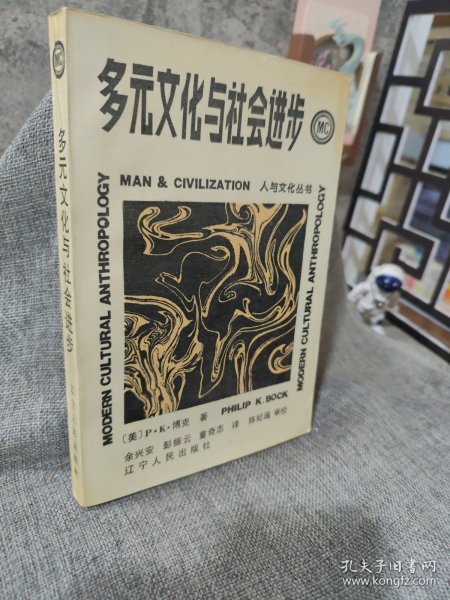 多元文化与社会进步
MC
MAN & CIVILIZATION 人与文化丛书
MODERN CULTURAL ANTHROPOLOGY
MODERN CULTURAL ANTHROPOLOGY
PHILIP K. BOCK
〔美〕P·K·博克 著
余兴安 彭振云 童奇志 译 陈纪遥 审校
辽宁人民出版社
MC
多元文化与社会进步
孔夫子旧书网
www.kongfz.com